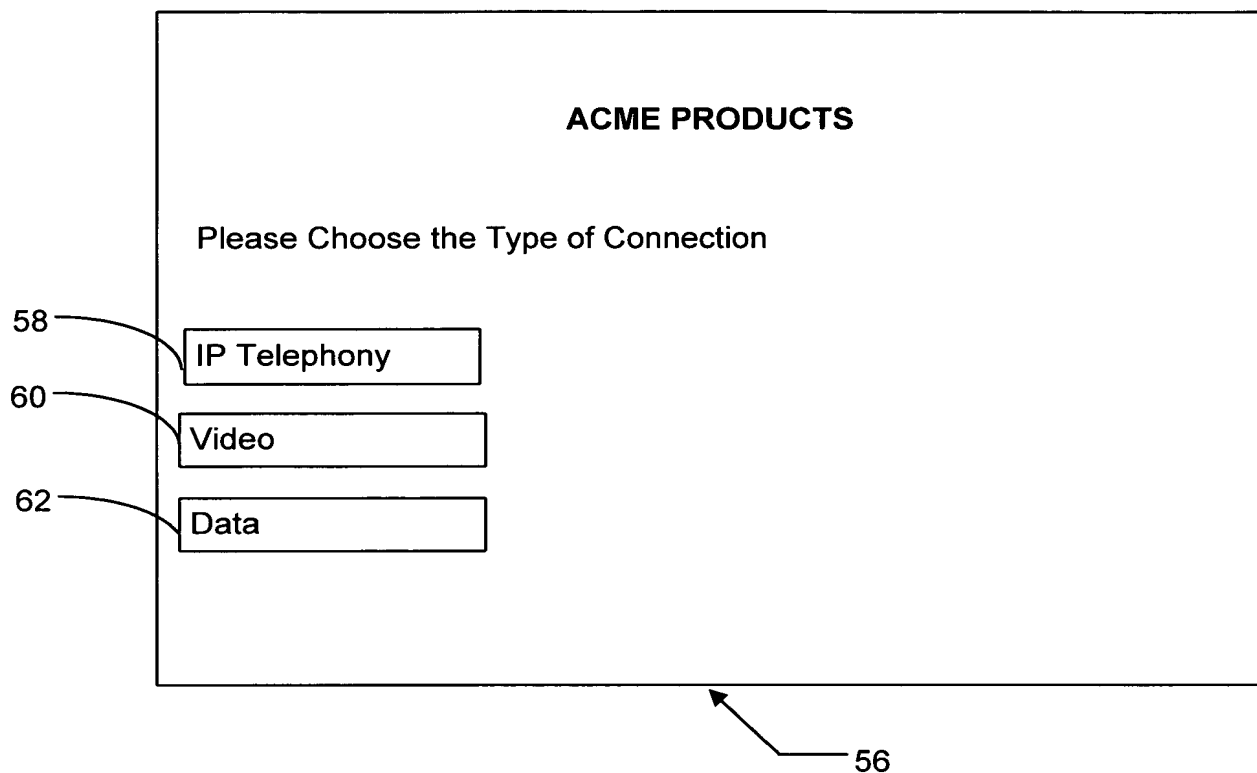 ACME PRODUCTS
Please Choose the Type of Connection
58
IP Telephony
60
Video
62
Data
56